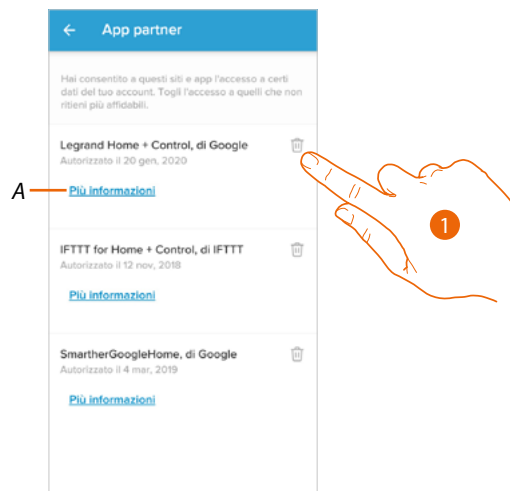 App partner
Hai consentito a questi siti e app l'accesso a certi
dati del tuo account. Togli l'accesso a quelli che non
ritieni più affidabili.
Legrand Home + Control, di Google
Autorizzato il 20 gen, 2020
A
Più informazioni
1
IFTTT for Home + Control, di IFTTT
Autorizzato il 12 nov, 2018
Più informazioni
SmartherGoogleHome, di Google
Autorizzato il 4 mar, 2019
Più informazioni